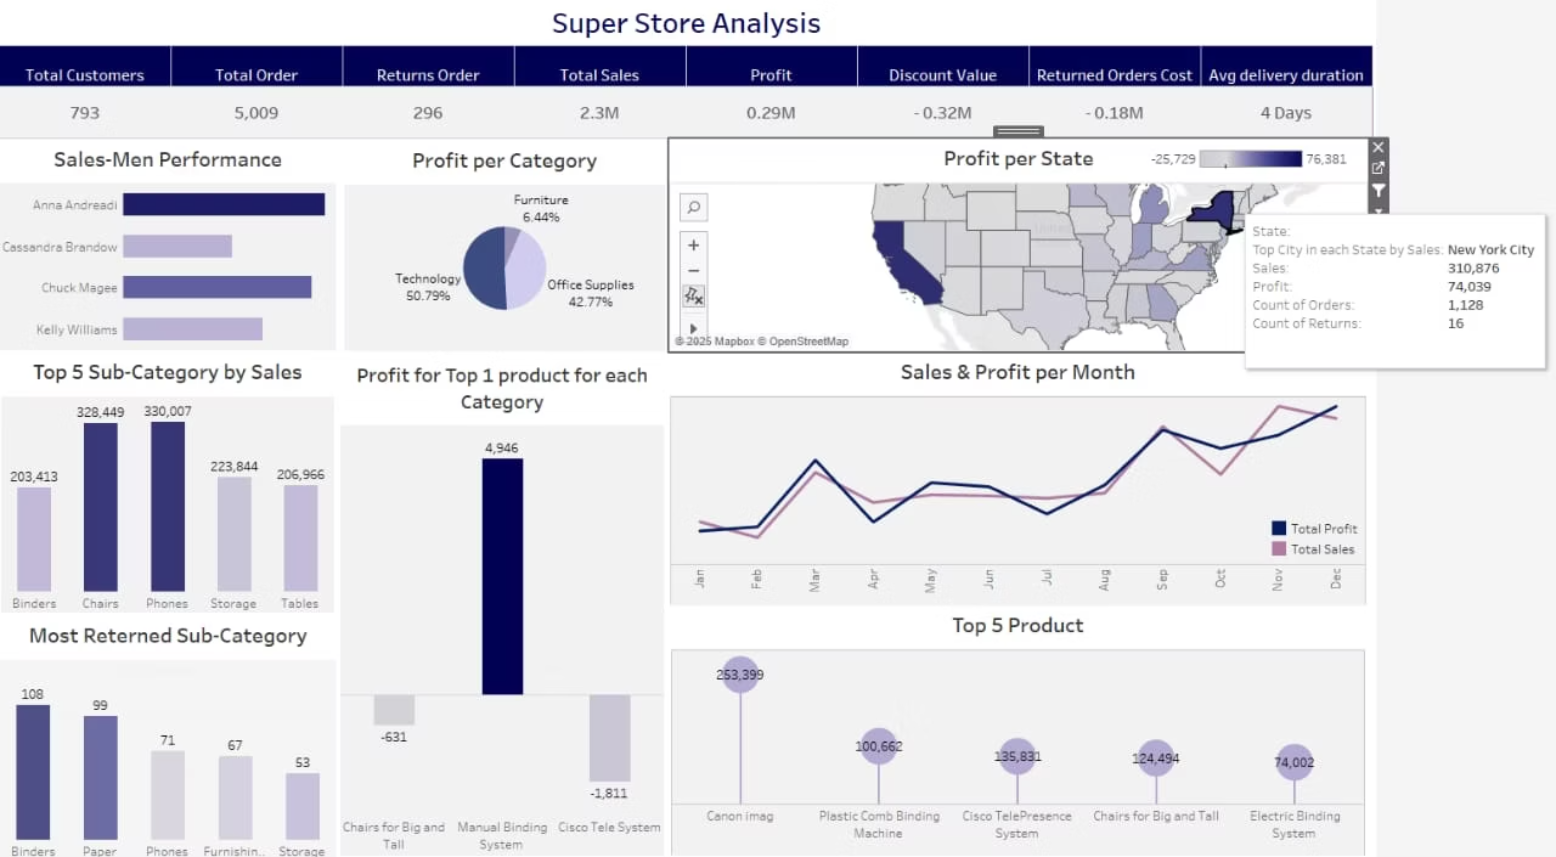 Super Store Analysis
Total Customers
Total Order
Returns Order
Total Sales
Profit
Discount Value
Returned Orders Cost
Avg delivery duration
793
5,009
296
2.3M
0.29M
- 0.32M
- 0.18M
4 Days
Sales-Men Performance
Anna Andreadi
Cassandra Brandow
Chuck Magee
Kelly Williams
Profit per Category
Furniture
6.44%
Technology
50.79%
Office Supplies
42.77%
Profit per State
-25,729
76,381
© 2025 Mapbox © OpenStreetMap
State:
Top City in each State by Sales: New York City
Sales: 310,876
Profit: 74,039
Count of Orders: 1,128
Count of Returns: 16
Top 5 Sub-Category by Sales
203,413
328,449
330,007
223,844
206,966
Binders
Chairs
Phones
Storage
Tables
Profit for Top 1 product for each
Category
4,946
-631
-1,811
Chairs for Big and
Tall
Manual Binding
System
Cisco Tele System
Sales & Profit per Month
Total Profit
Total Sales
Jan
Feb
Mar
Apr
May
Jun
Jul
Aug
Sep
Oct
Nov
Dec
Most Reterned Sub-Category
108
99
71
67
53
Binders
Paper
Phones
Furnishin..
Storage
Top 5 Product
253,399
100,662
135,831
124,494
74,002
Canon imag
Plastic Comb Binding
Machine
Cisco TelePresence
System
Chairs for Big and Tall
Electric Binding
System